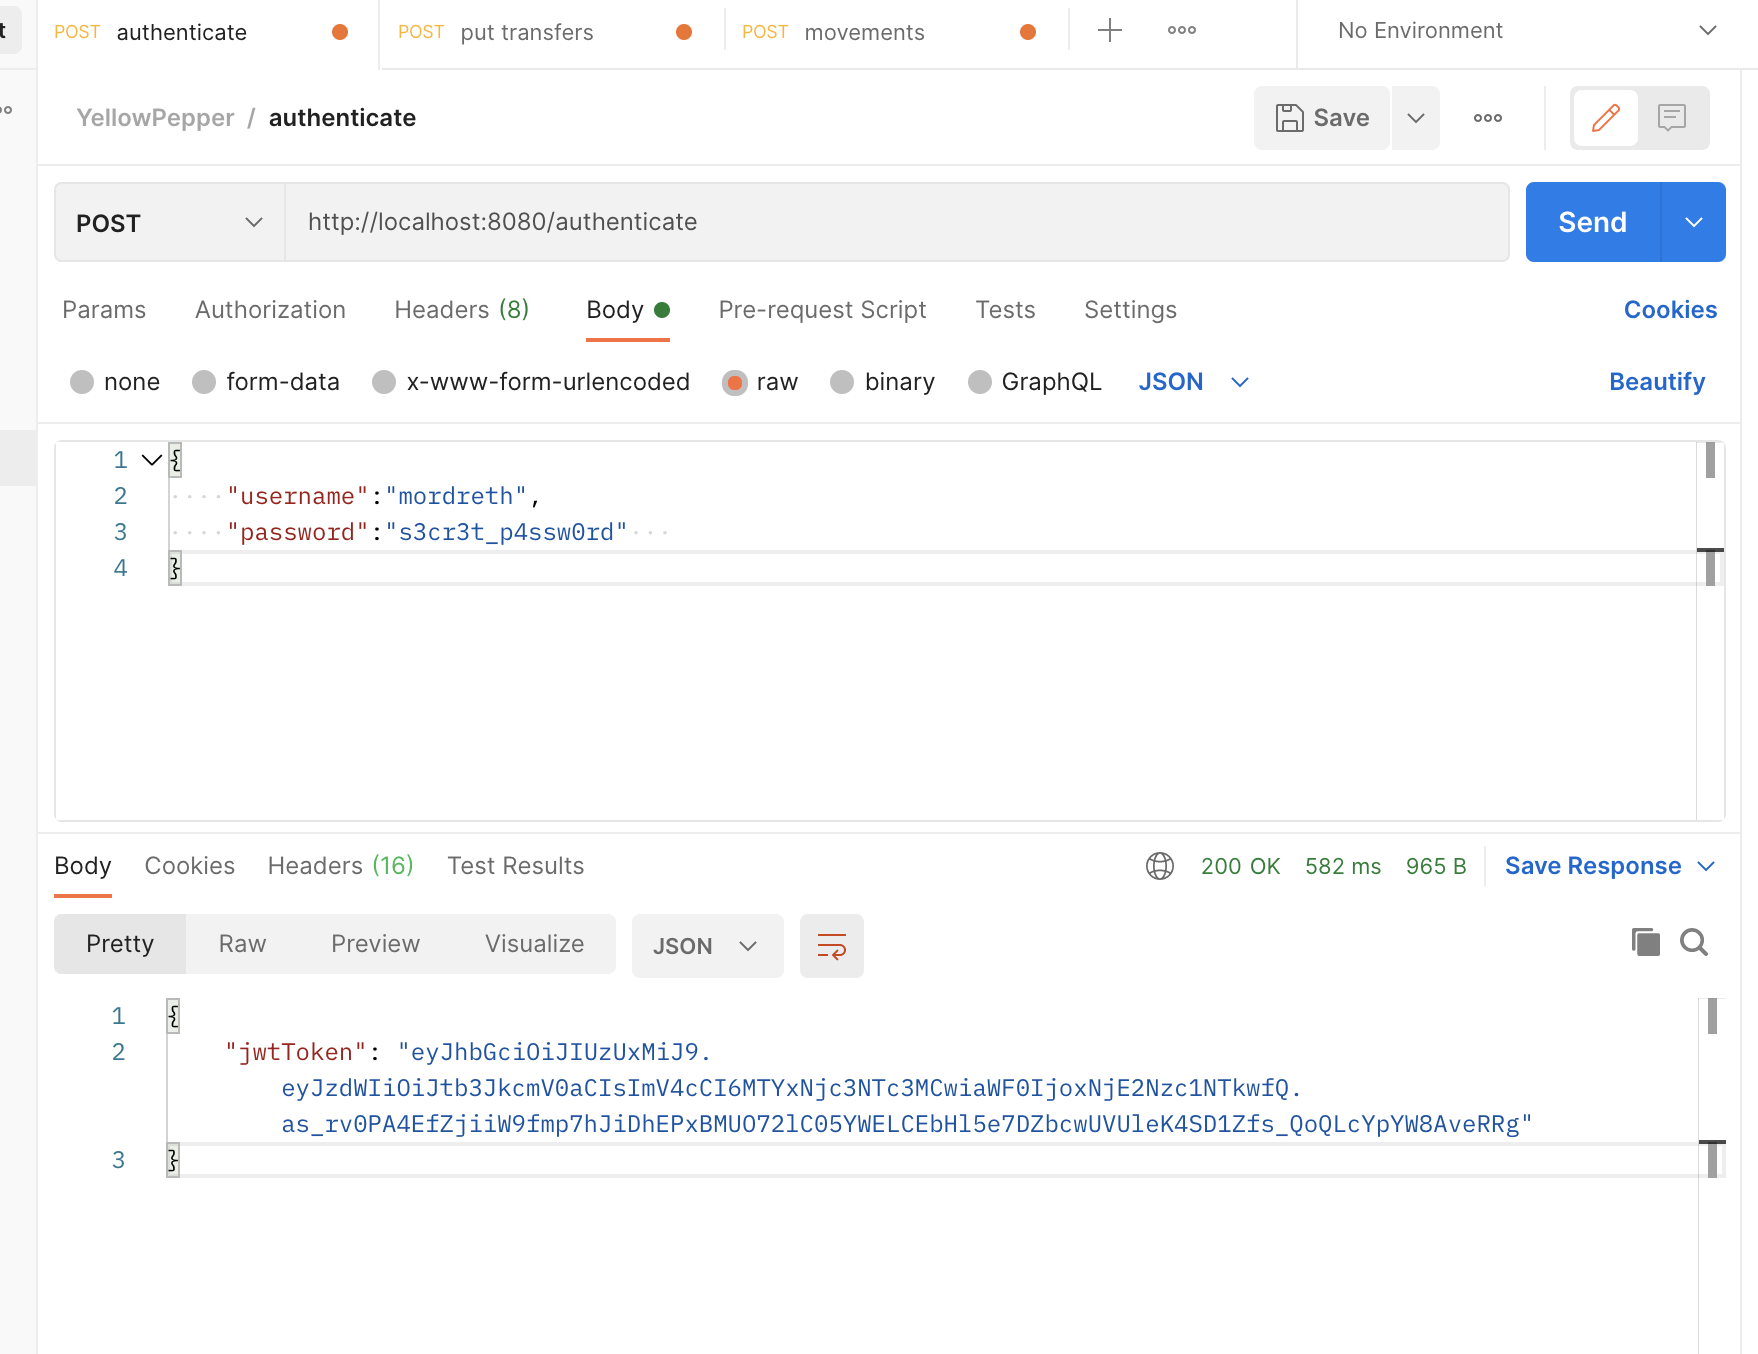 t
POST authenticate POST put transfers POST movements No Environment
YellowPepper / authenticate Save
POST http://localhost:8080/authenticate Send
Params Authorization Headers (8) Body Pre-request Script Tests Settings Cookies
none form-data x-www-form-urlencoded raw binary GraphQL JSON Beautify
1 {
2 "username":"mordreth",
3 "password":"s3cr3t_p4ssw0rd"
4 }
Body Cookies Headers (16) Test Results 200 OK 582 ms 965 B Save Response
Pretty Raw Preview Visualize JSON
1 {
2 "jwtToken": "eyJhbGciOiJIUzUxMiJ9.
eyJzdWIiOiJtb3JkcmV0aCIsImV4cCI6MTYxNjc3NTc3MCwiaWF0IjoxNjE2Nzc1NTkwfQ.
as_rv0PA4EfZjiiW9fmp7hJiDhEPxBMUO72lC05YWELCEbHl5e7DZbcwUVUleK4SD1Zfs_QoQLcYpYW8AveRRg"
3 }